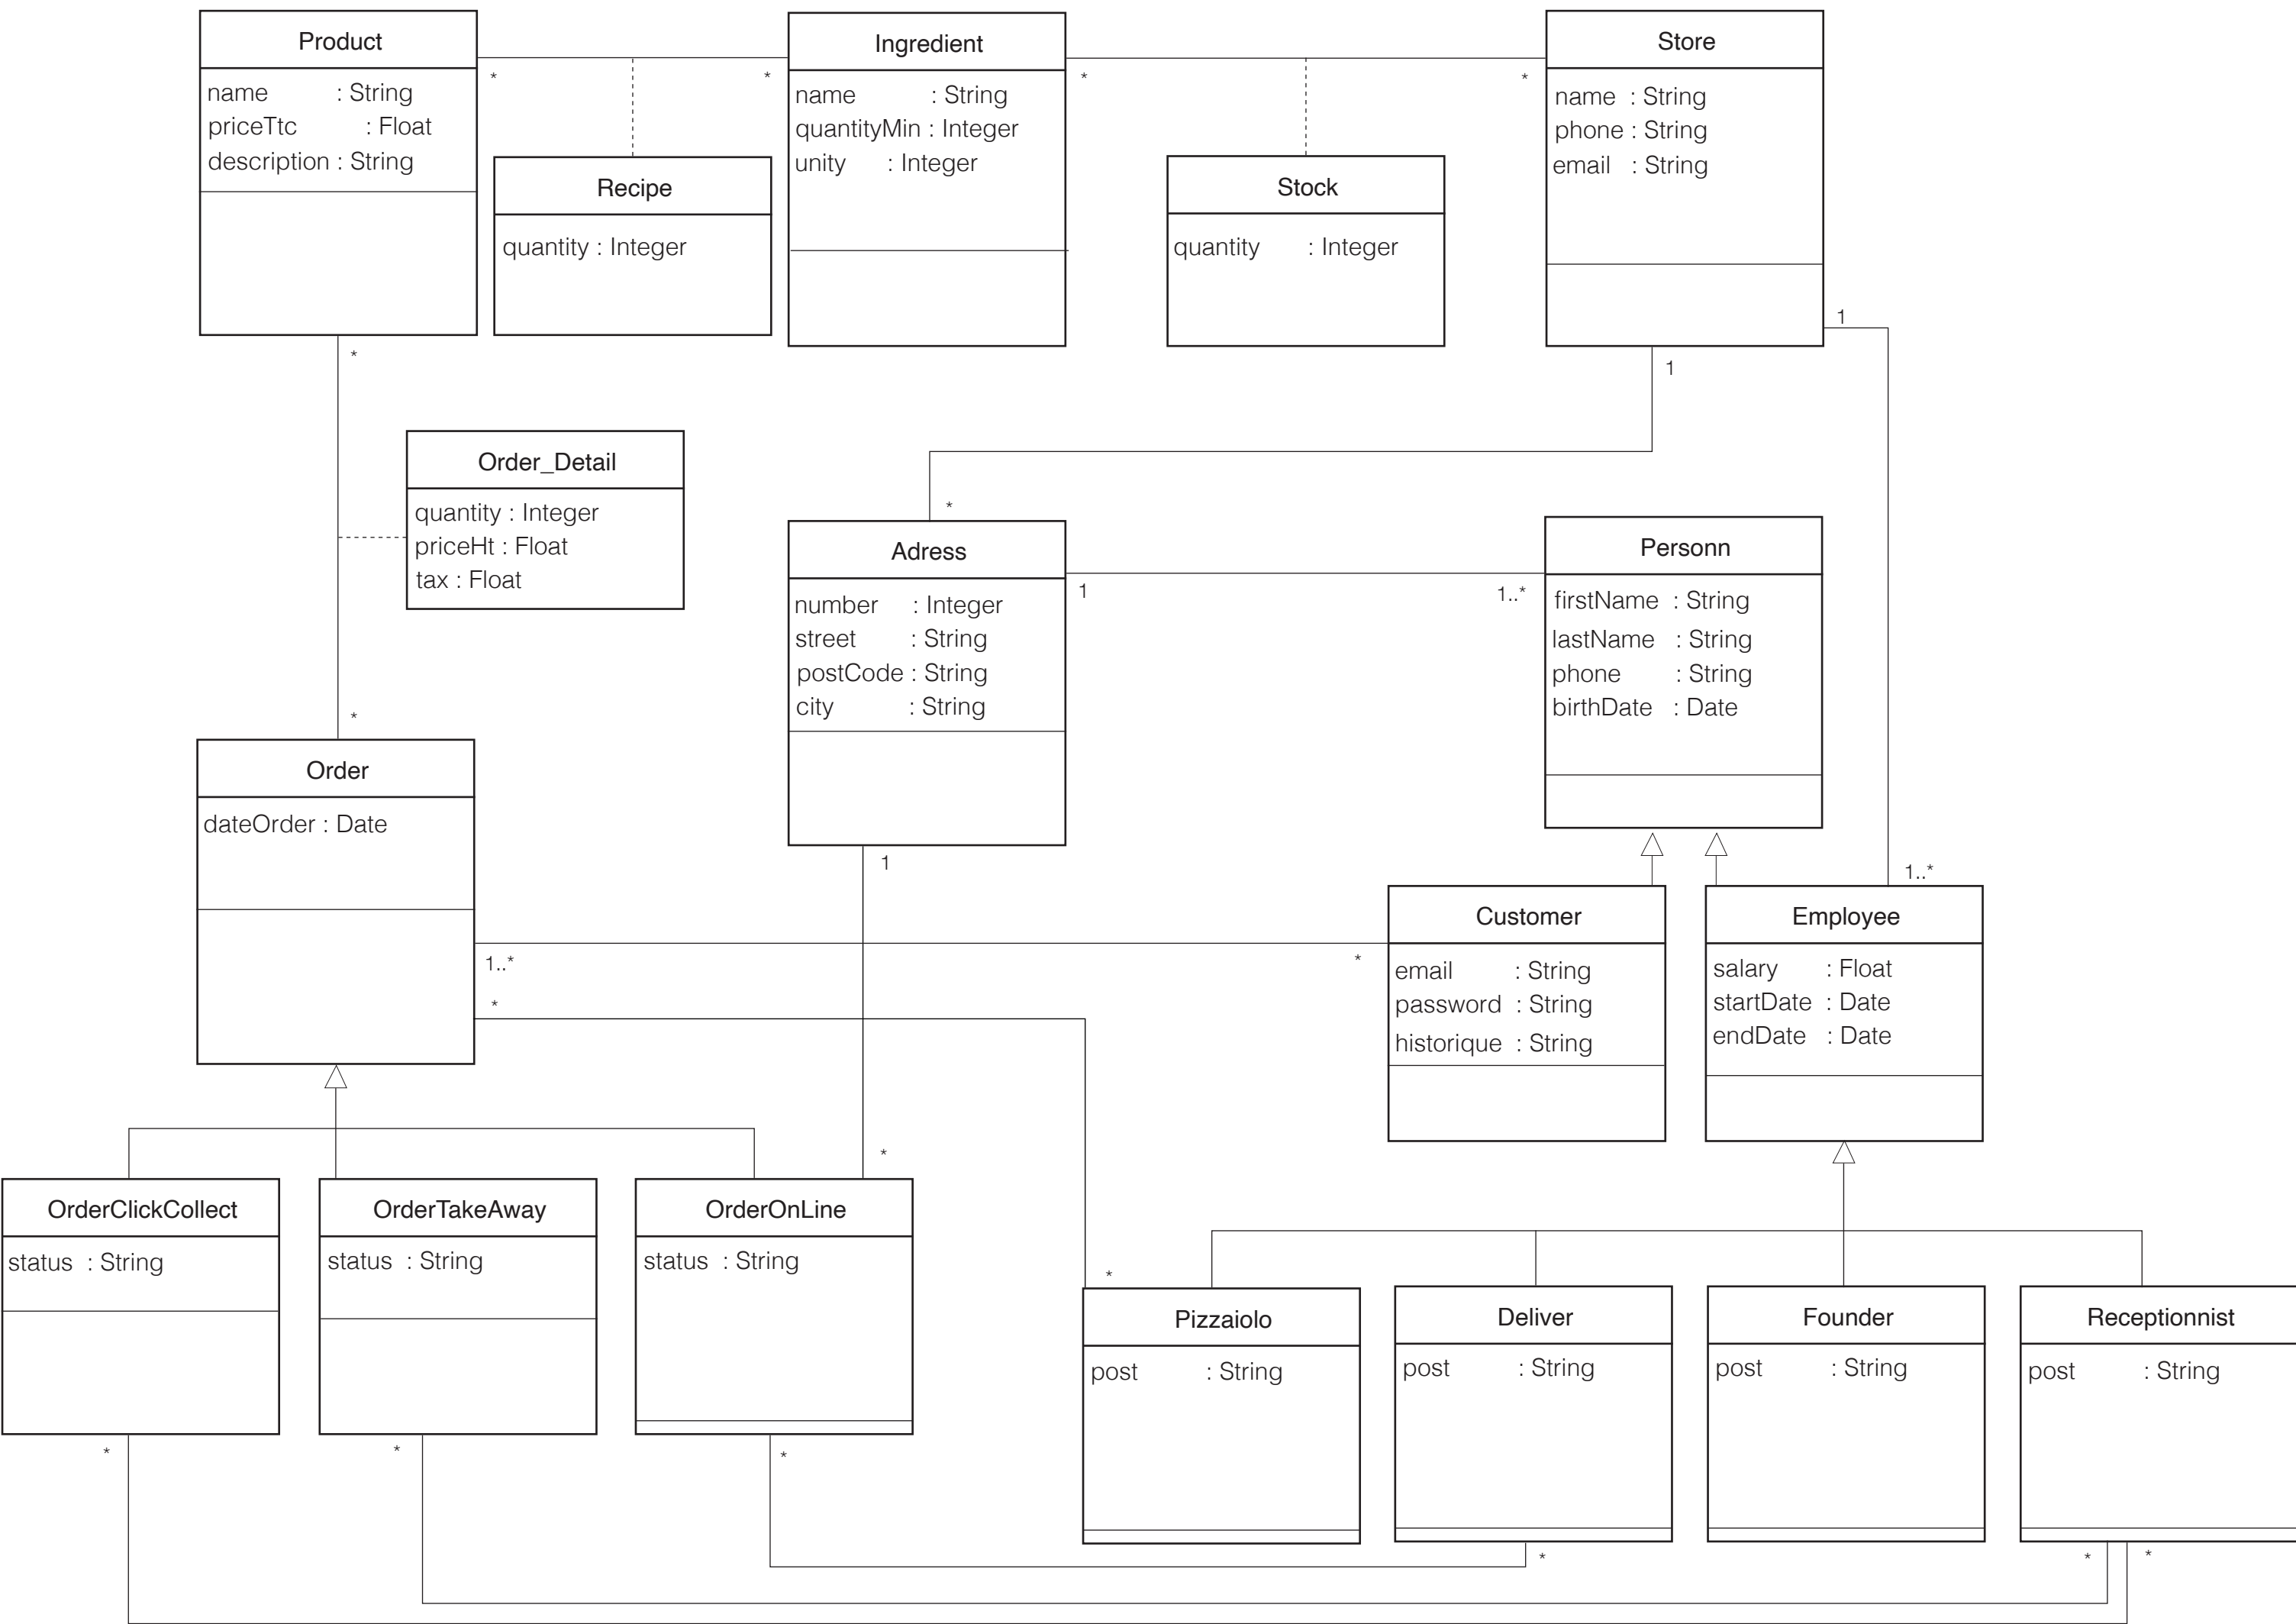 Product
name : String
priceTtc : Float
description : String
*
*
Recipe
quantity : Integer
Ingredient
name : String
quantityMin : Integer
unity : Integer
*
*
Stock
quantity : Integer
Store
name : String
phone : String
email : String
1
1
*
Order_Detail
quantity : Integer
priceHt : Float
tax : Float
*
*
Adress
number : Integer
street : String
postCode : String
city : String
1
1..*
Personn
firstName : String
lastName : String
phone : String
birthDate : Date
Order
dateOrder : Date
1
1..*
1..*
*
*
Customer
email : String
password : String
historique : String
Employee
salary : Float
startDate : Date
endDate : Date
*
OrderClickCollect
status : String
OrderTakeAway
status : String
OrderOnLine
status : String
*
Pizzaiolo
post : String
Deliver
post : String
Founder
post : String
Receptionnist
post : String
*
*
*
*
*
*